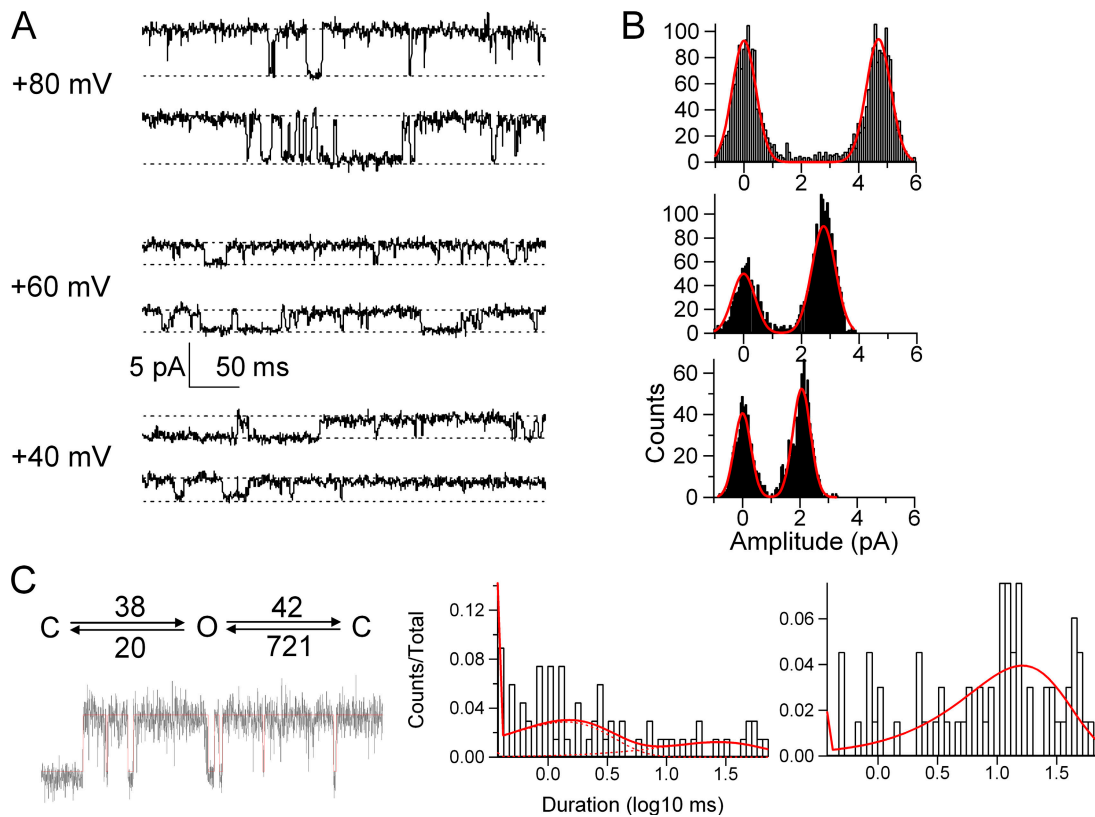 A
+80 mV
+60 mV
5 pA 50 ms
+40 mV
B
Counts
100
80
60
40
20
0
0 2 4 6
100
80
60
40
20
0
0 2 4 6
60
40
20
0
0 2 4 6
Counts
Amplitude (pA)
C
38 42
C O C
20 721
Counts/Total
0.12
0.08
0.04
0.00
0.0 0.5 1.0 1.5
0.06
0.04
0.02
0.00
0.0 0.5 1.0 1.5
Duration (log10 ms)